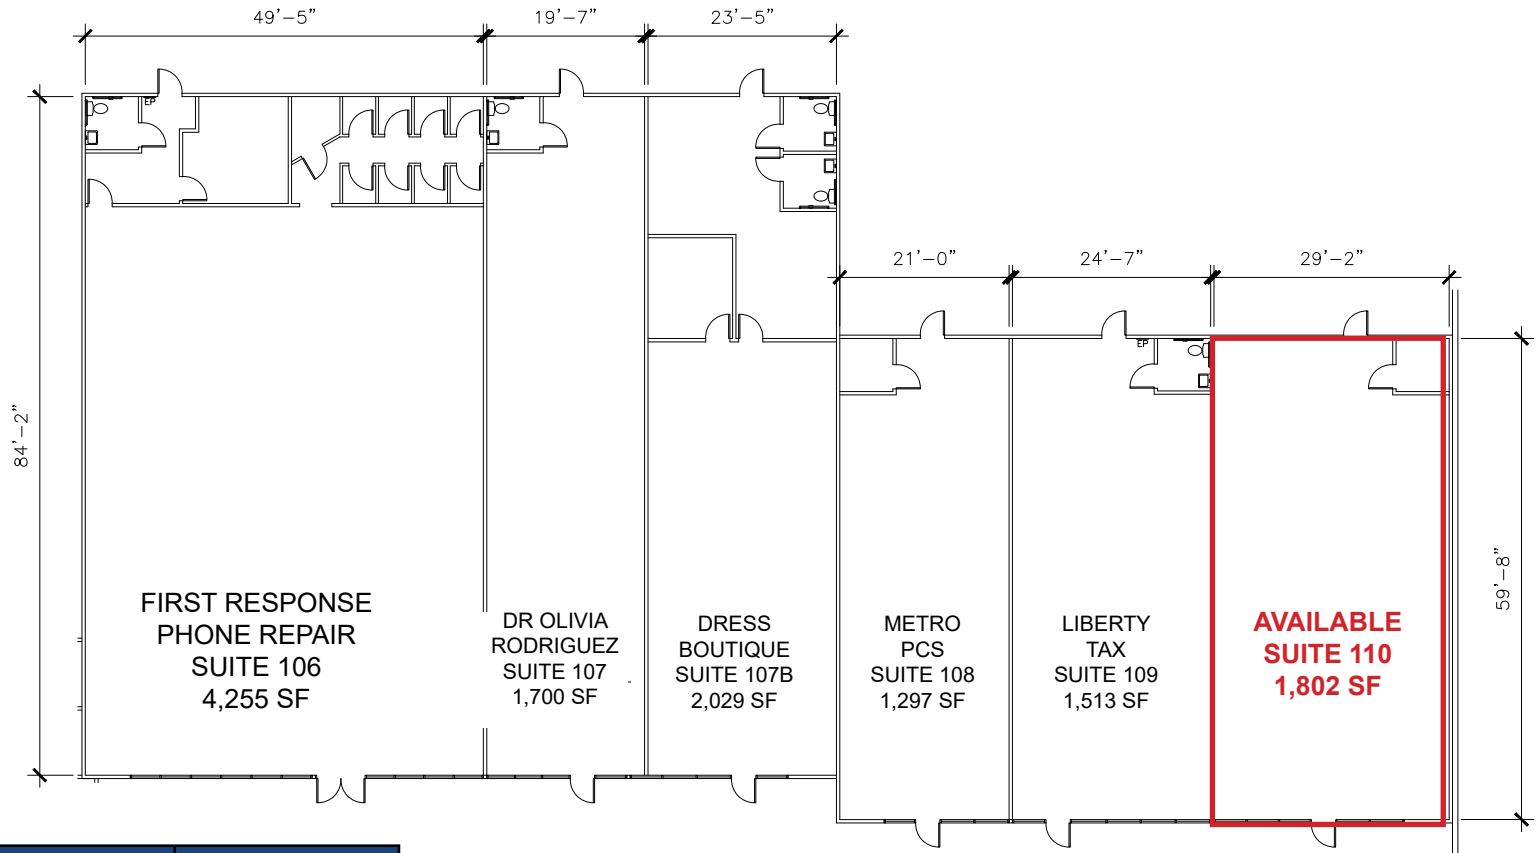 49'-5"
19'-7"
23'-5"
EP
21'-0"
24'-7"
29'-2"
EP
84'-2"
59'-8"
FIRST RESPONSE
PHONE REPAIR
SUITE 106
4,255 SF
DR OLIVIA
RODRIGUEZ
SUITE 107
1,700 SF
DRESS
BOUTIQUE
SUITE 107B
2,029 SF
METRO
PCS
SUITE 108
1,297 SF
LIBERTY
TAX
SUITE 109
1,513 SF
AVAILABLE
SUITE 110
1,802 SF